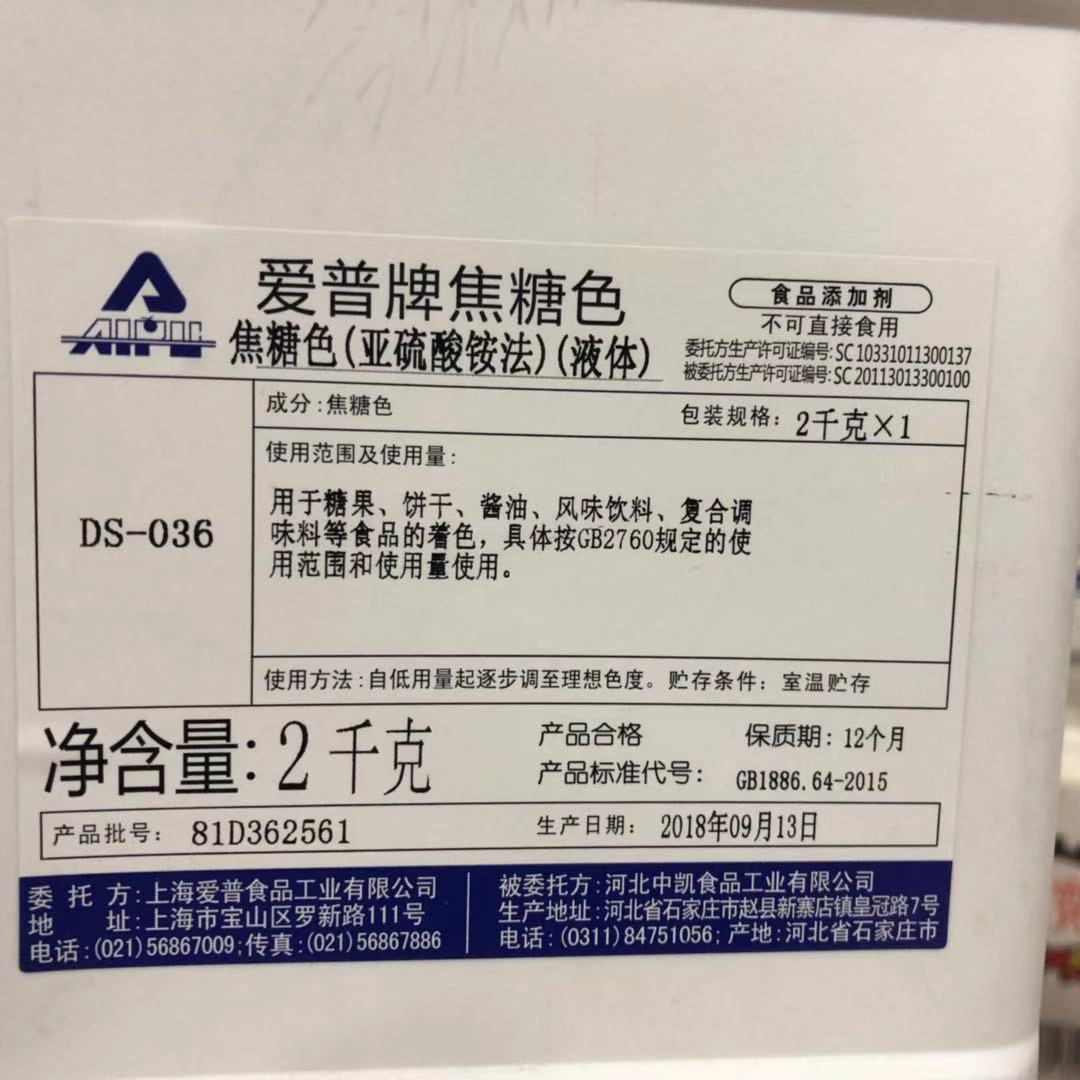 爱普牌焦糖色
焦糖色(亚硫酸铵法)(液体)
食品添加剂
不可直接食用
委托方生产许可证编号:SC10331011300137
被委托方生产许可证编号:SC20113013300100
DS-036
成分:焦糖色
包装规格: 2千克×1
使用范围及使用量:
用于糖果、饼干、酱油、风味饮料、复合调
味料等食品的着色，具体按GB2760规定的使
用范围和使用量使用。
使用方法:自低用量起逐步调至理想色度。贮存条件: 室温贮存
净含量: 2千克
产品合格
保质期: 12个月
产品标准代号: GB1886.64-2015
产品批号: 81D362561
生产日期: 2018年09月13日
委托方:上海爱普食品工业有限公司
地址:上海市宝山区罗新路111号
电话:(021)56867009;传真:(021)56867886
被委托方:河北中凯食品工业有限公司
生产地址:河北省石家庄市赵县新寨店镇皇冠路7号
电话:(0311)84751056; 产地:河北省石家庄市